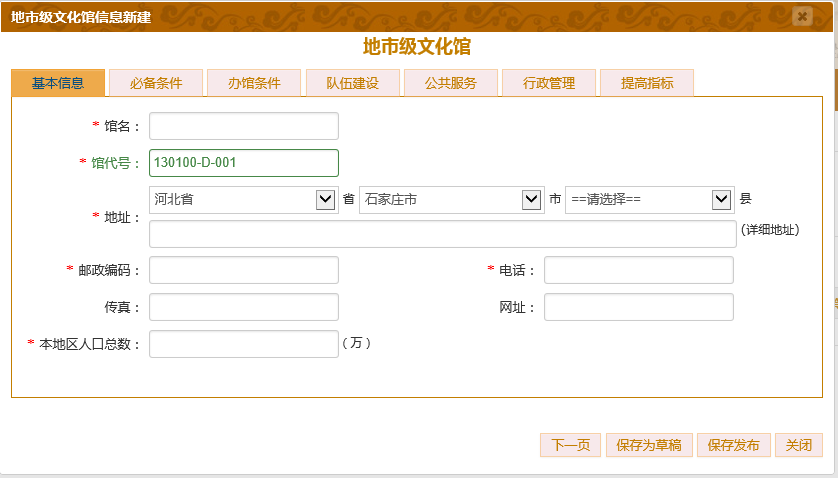 地市级文化馆信息新建
地市级文化馆
基本信息 必备条件 办馆条件 队伍建设 公共服务 行政管理 提高指标
* 馆名：
* 馆代号： 130100-D-001
* 地址： 河北省 省 石家庄市 市 ==请选择== 县
(详细地址)
* 邮政编码： * 电话：
传真： 网址：
* 本地区人口总数： ( 万 )
下一页 保存为草稿 保存发布 关闭